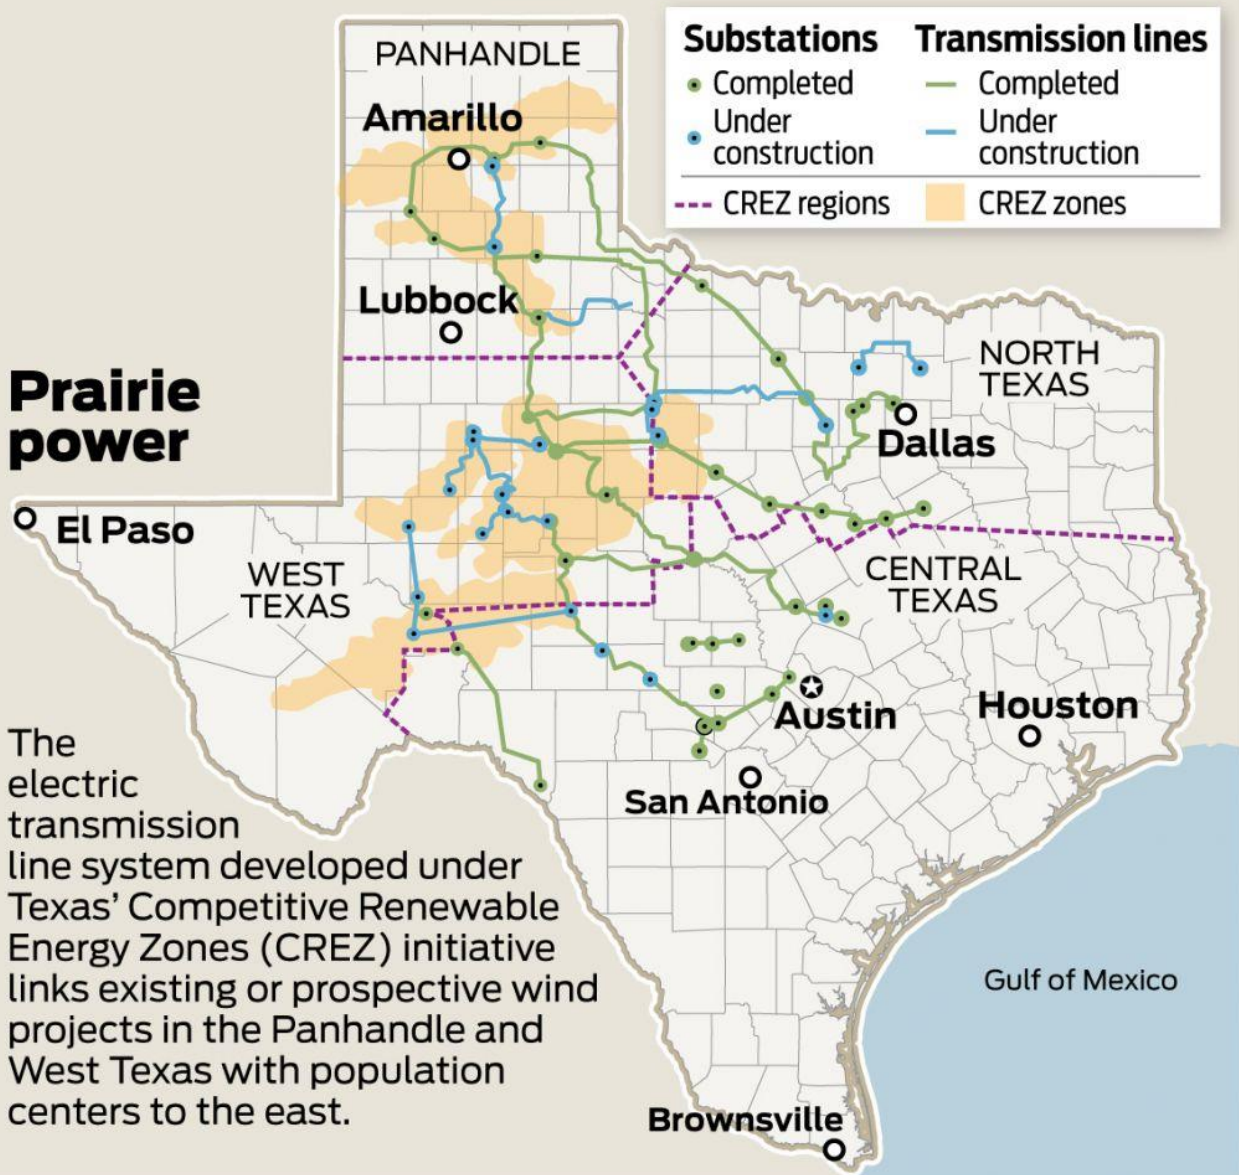 Prairie
power
The
electric
transmission
line system developed under
Texas’ Competitive Renewable
Energy Zones (CREZ) initiative
links existing or prospective wind
projects in the Panhandle and
West Texas with population
centers to the east.
Substations
Completed
Under
construction
Transmission lines
Completed
Under
construction
CREZ regions
CREZ zones
PANHANDLE
Amarillo
Lubbock
NORTH
TEXAS
Dallas
El Paso
WEST
TEXAS
CENTRAL
TEXAS
Austin
Houston
San Antonio
Gulf of Mexico
Brownsville